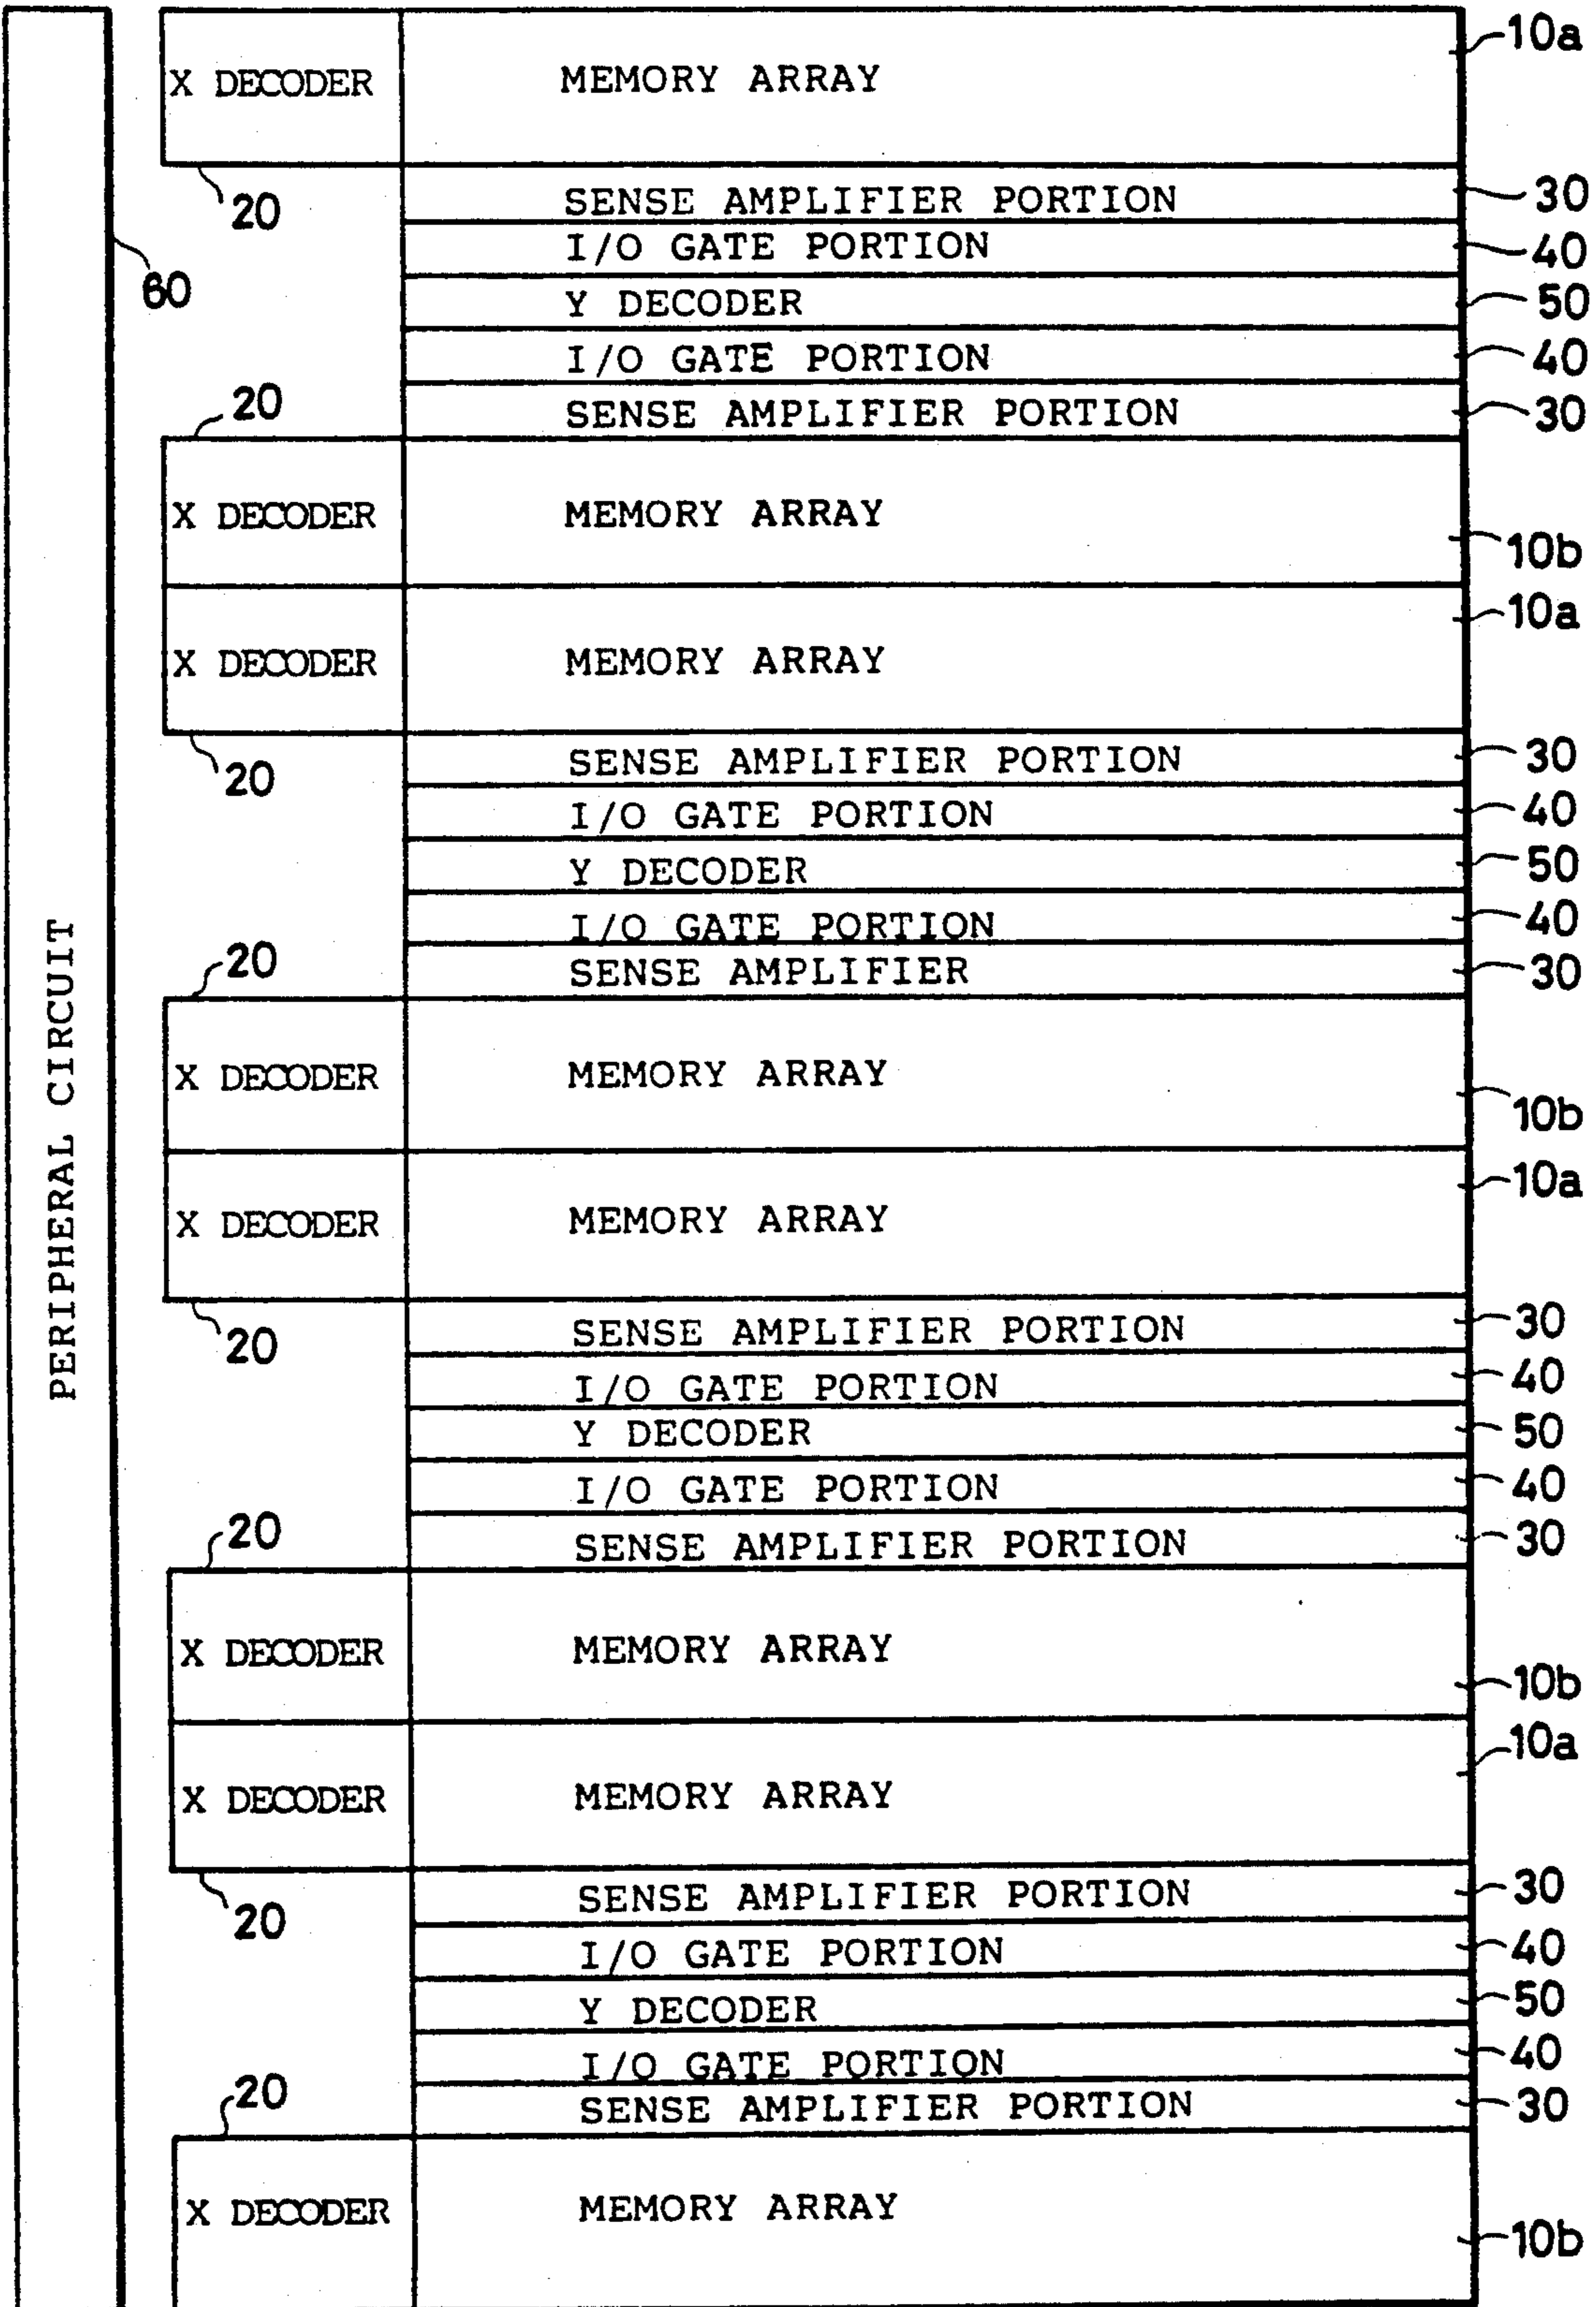 PERIPHERAL CIRCUIT
60
X DECODER MEMORY ARRAY 10a
20 SENSE AMPLIFIER PORTION 30
I/O GATE PORTION 40
Y DECODER 50
I/O GATE PORTION 40
20 SENSE AMPLIFIER PORTION 30
X DECODER MEMORY ARRAY 10b
X DECODER MEMORY ARRAY 10a
20 SENSE AMPLIFIER PORTION 30
I/O GATE PORTION 40
Y DECODER 50
I/O GATE PORTION 40
20 SENSE AMPLIFIER 30
X DECODER MEMORY ARRAY 10b
X DECODER MEMORY ARRAY 10a
20 SENSE AMPLIFIER PORTION 30
I/O GATE PORTION 40
Y DECODER 50
I/O GATE PORTION 40
20 SENSE AMPLIFIER PORTION 30
X DECODER MEMORY ARRAY 10b
X DECODER MEMORY ARRAY 10a
20 SENSE AMPLIFIER PORTION 30
I/O GATE PORTION 40
Y DECODER 50
I/O GATE PORTION 40
20 SENSE AMPLIFIER PORTION 30
X DECODER MEMORY ARRAY 10b